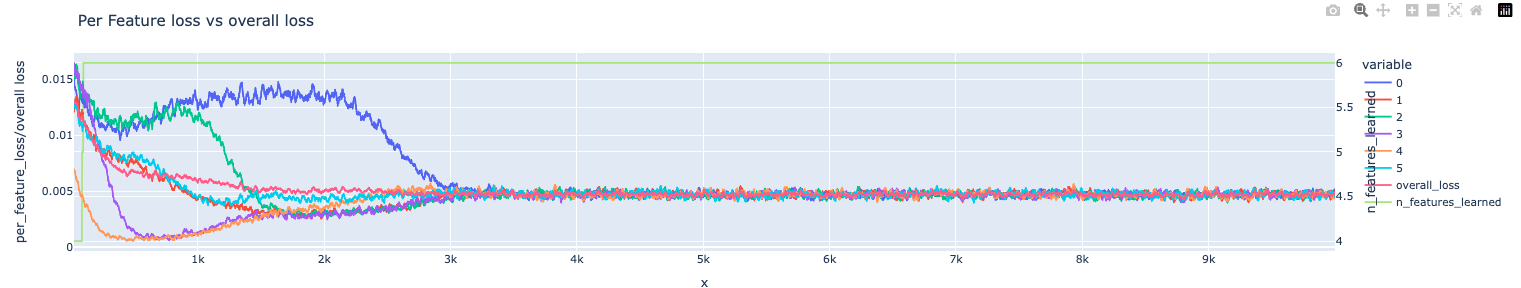 Per Feature loss vs overall loss
per_feature_loss/overall loss
0.015
0.01
0.005
0
1k
2k
3k
4k
5k
6k
7k
8k
9k
x
6
5.5
5
4.5
4
n_features_learned
variable
0
1
2
3
4
5
overall_loss
n_features_learned